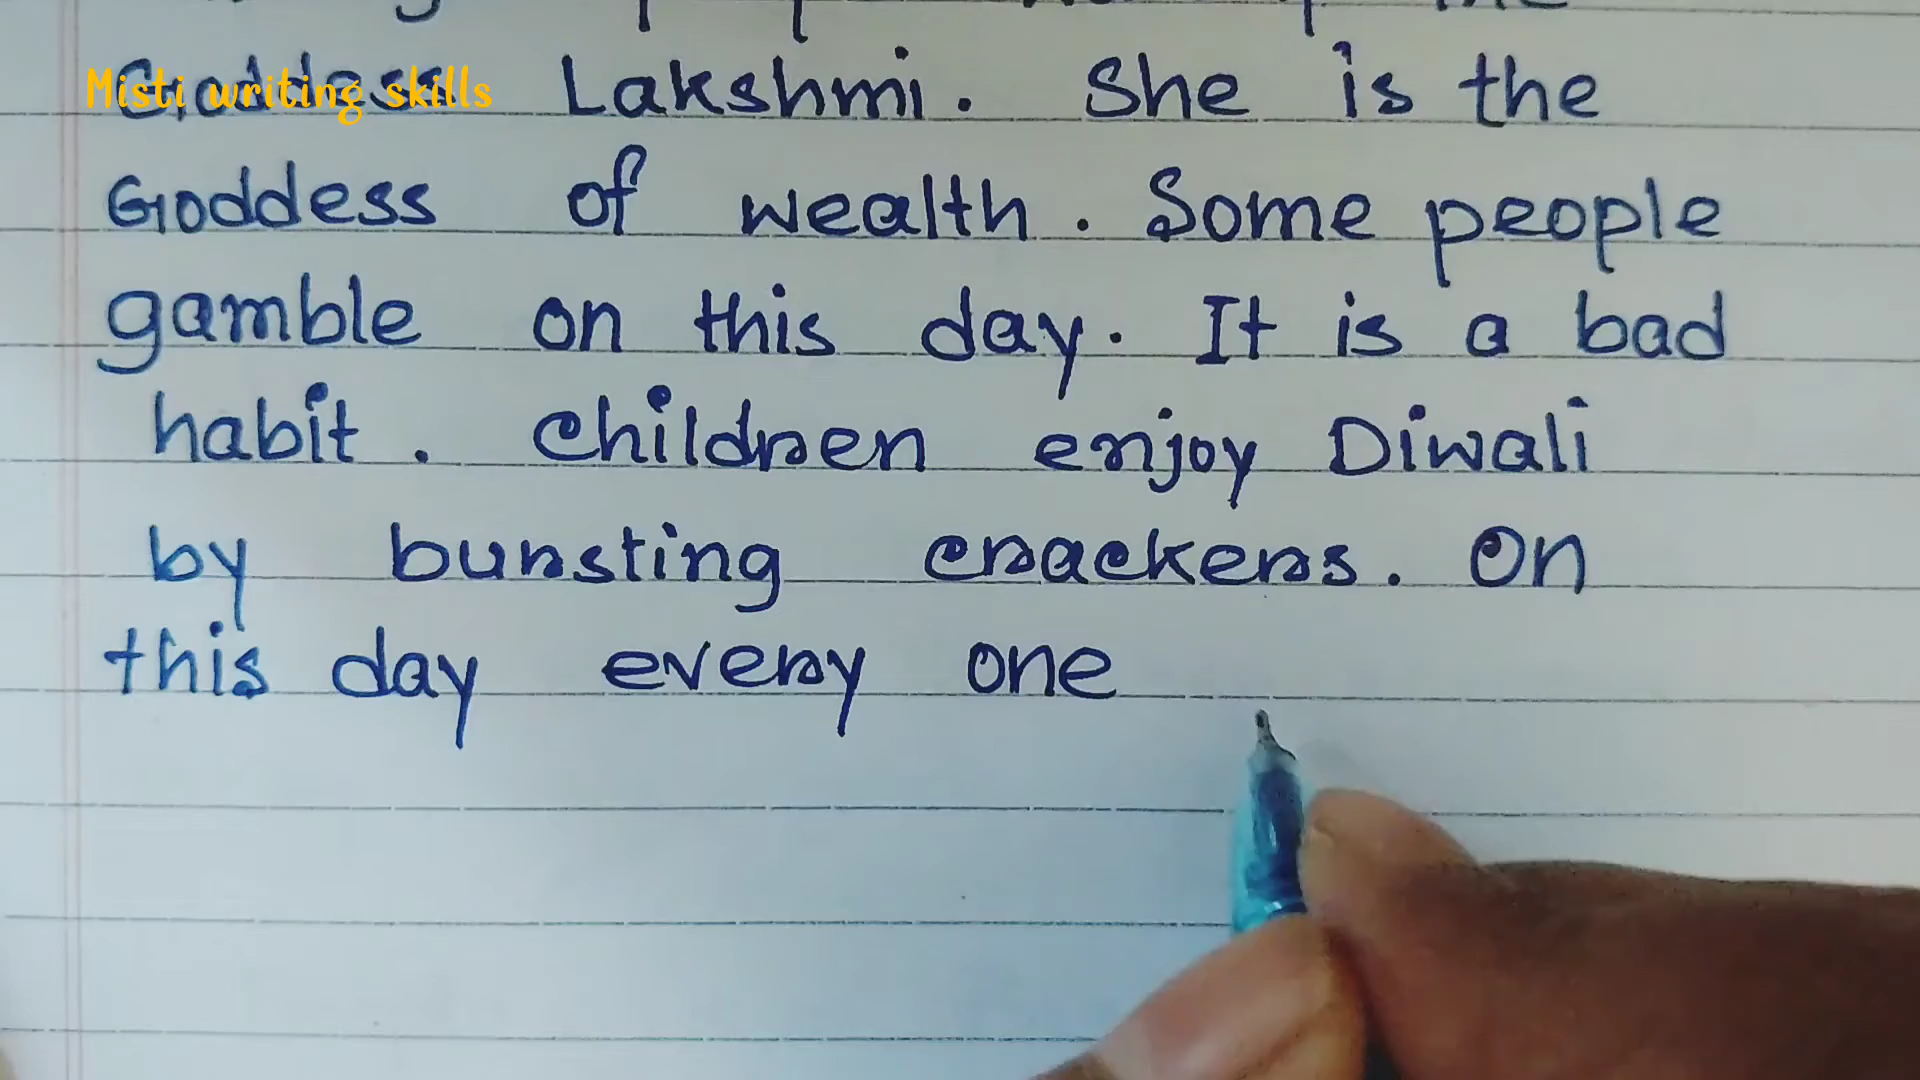 Goddess Lakshmi. She is the
Misti writing skills
Goddess of wealth. Some people
gamble on this day. It is a bad
habit. Children enjoy Diwali
by bursting crackers. On
this day every one